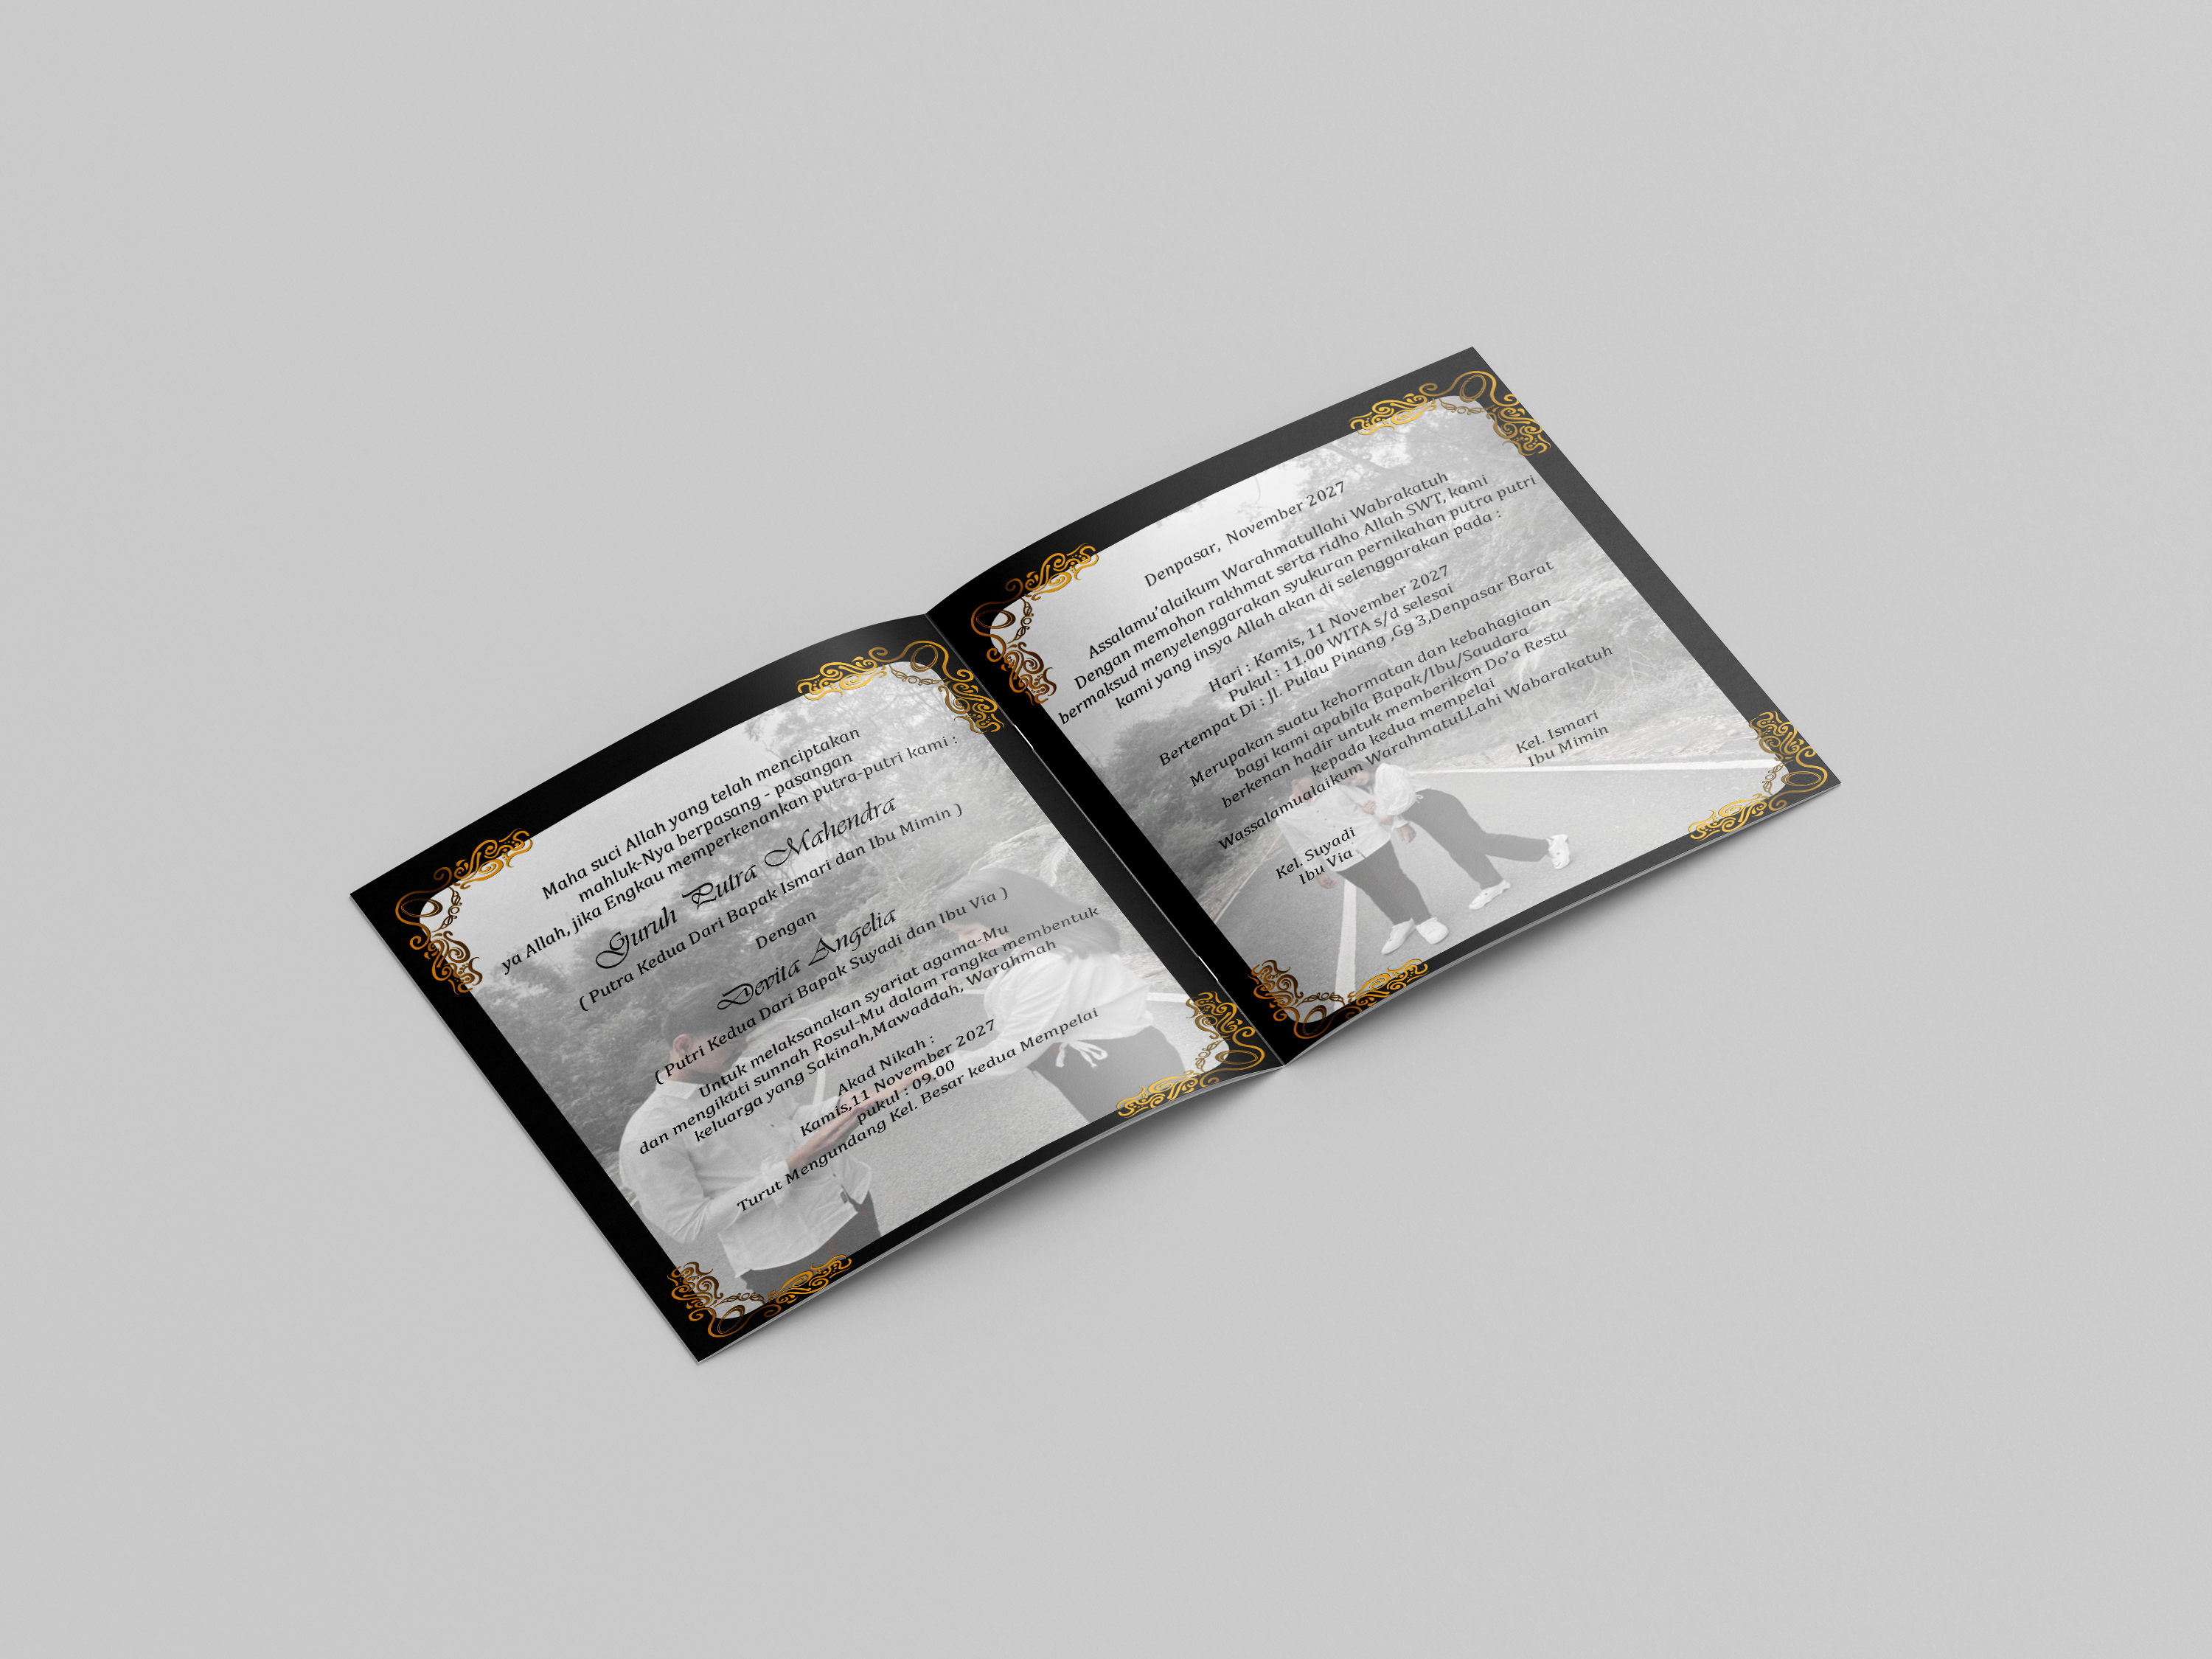 Maha suci Allah yang telah menciptakan
mahluk-Nya berpasang - pasangan
ya Allah, jika Engkau memperkenankan putra-putri kami :
Guruh Putra Mahendra
( Putra Kedua Dari Bapak Ismari dan Ibu Mimin )
Dengan
Devita Angelia
( Putri Kedua Dari Bapak Suyadi dan Ibu Via )
Untuk melaksanakan syariat agama-Mu
dan mengikuti sunnah Rosul-Mu dalam rangka membentuk
keluarga yang Sakinah,Mawaddah, Warahmah
Akad Nikah :
Kamis,11 November 2027
pukul : 09.00
Turut Mengundang Kel. Besar kedua Mempelai
Denpasar, November 2027
Assalamu'alaikum Warahmatullahi Wabrakatuh
Dengan memohon rakhmat serta ridho Allah SWT, kami
bermaksud menyelenggarakan syukuran pernikahan putra putri
kami yang insya Allah akan di selenggarakan pada :
Hari : Kamis, 11 November 2027
Pukul : 11.00 WITA s/d selesai
Bertempat Di : Jl. Pulau Pinang ,Gg 3,Denpasar Barat
Merupakan suatu kehormatan dan kebahagiaan
bagi kami apabila Bapak/Ibu/Saudara
berkenan hadir untuk memberikan Do'a Restu
kepada kedua mempelai
Wassalamualaikum WarahmatuLLahi Wabarakatuh
Kel. Suyadi
Ibu Via
Kel. Ismari
Ibu Mimin